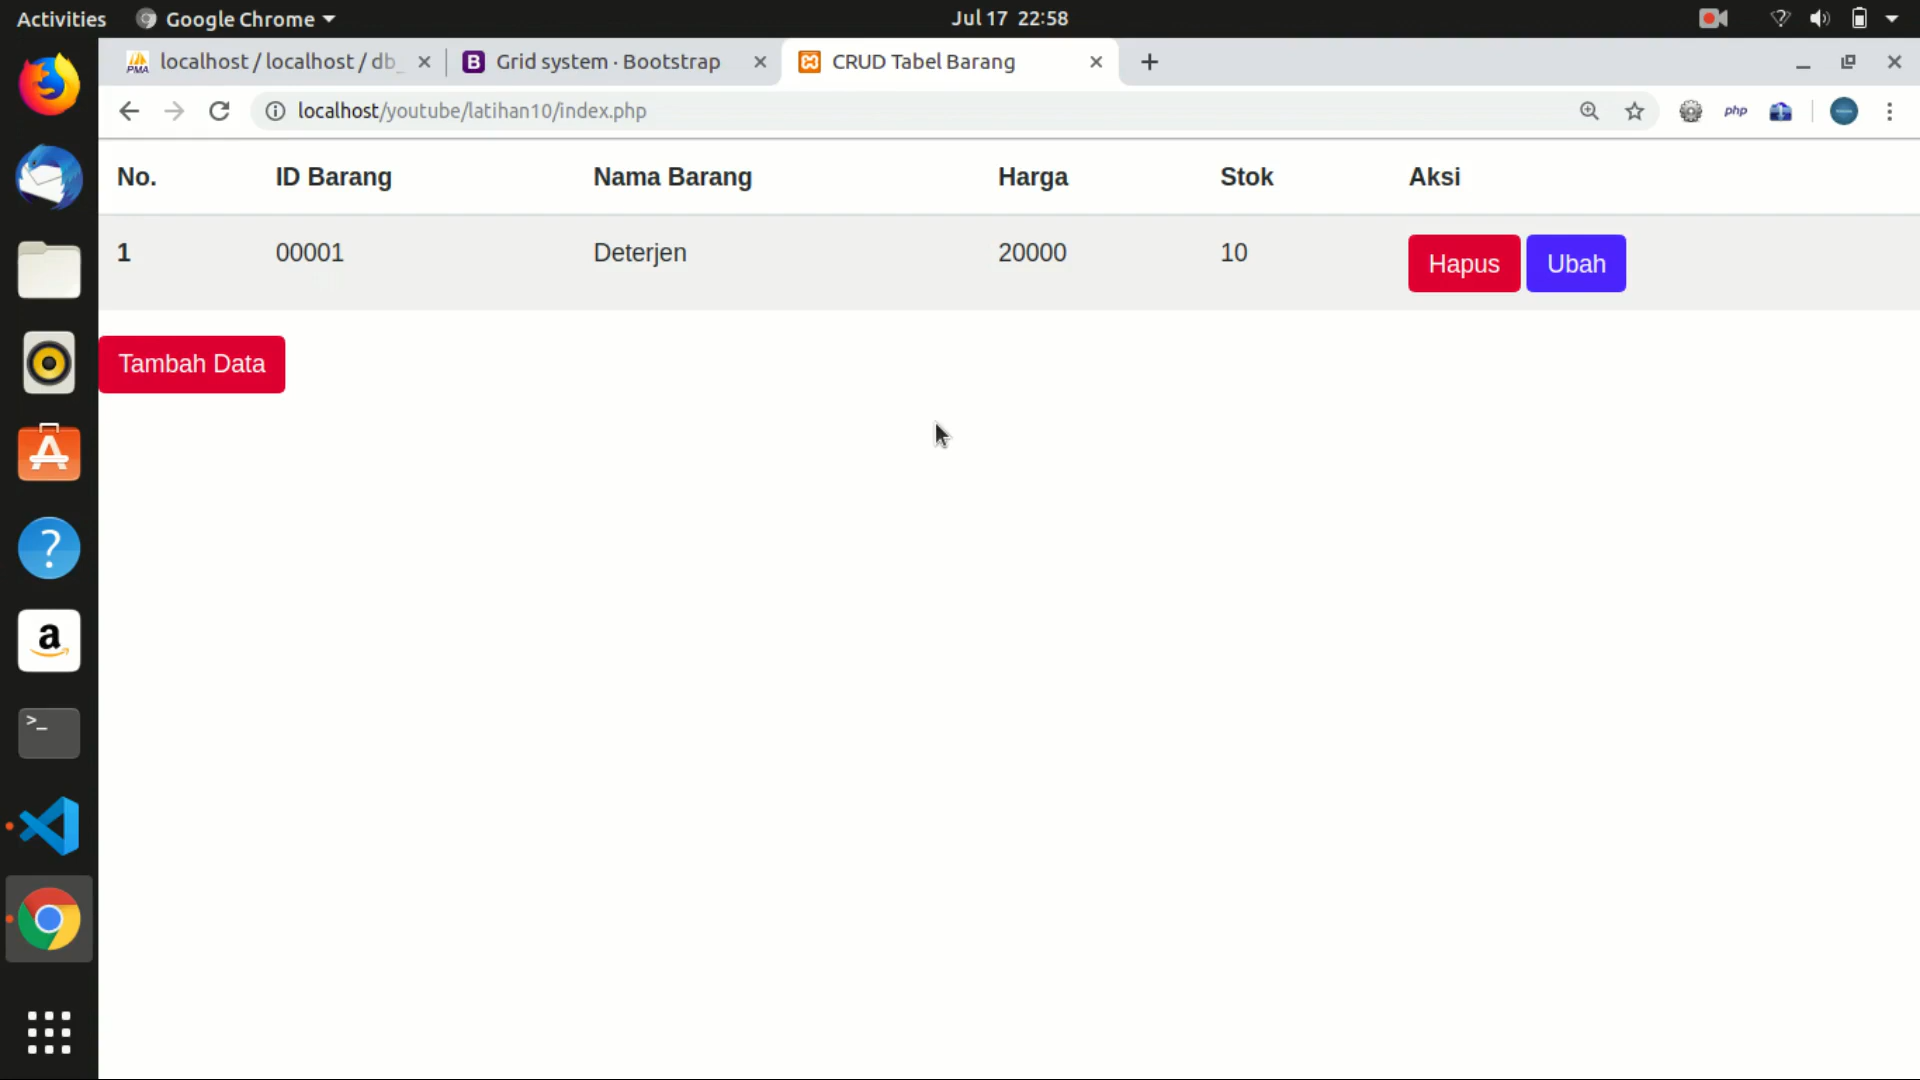 Activities Google Chrome Jul 17 22:58
localhost / localhost / db_ Grid system · Bootstrap CRUD Tabel Barang
localhost/youtube/latihan10/index.php php
No. ID Barang Nama Barang Harga Stok Aksi
1 00001 Deterjen 20000 10 Hapus Ubah
Tambah Data